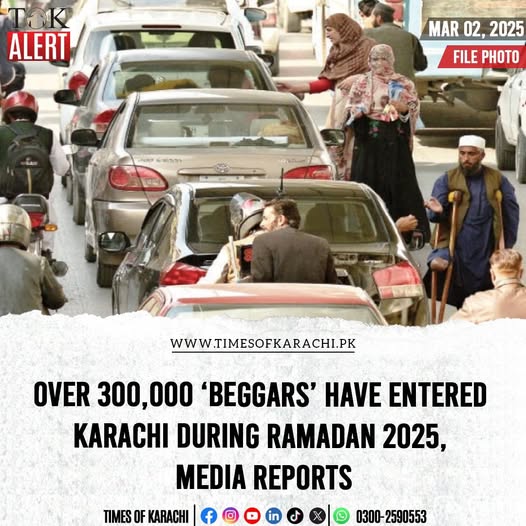 TOK
ALERT
MAR 02, 2025
FILE PHOTO
WWW.TIMESOFKARACHI.PK
OVER 300,000 ‘BEGGARS’ HAVE ENTERED
KARACHI DURING RAMADAN 2025,
MEDIA REPORTS
TIMES OF KARACHI 0300-2590553